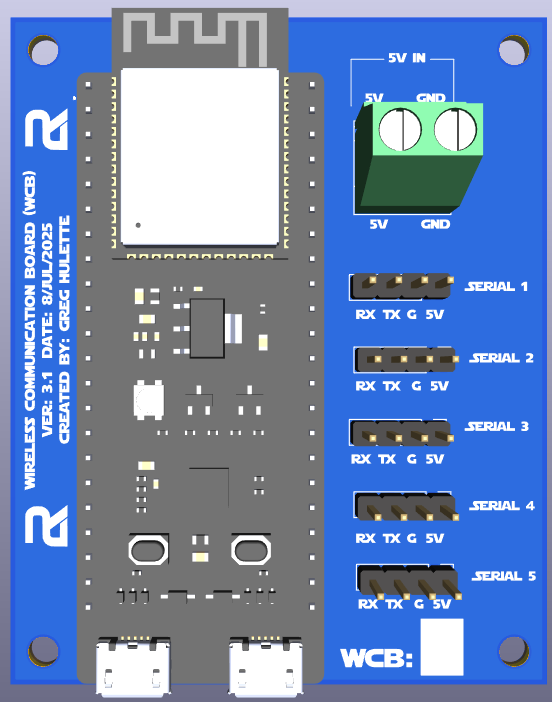 5V IN
5V GND
5V GND
SERIAL 1
RX TX G 5V
SERIAL 2
RX TX G 5V
SERIAL 3
RX TX G 5V
SERIAL 4
RX TX G 5V
SERIAL 5
RX TX G 5V
WCB:
WIRELESS COMMUNICATION BOARD (WCB)
VER: 3.1 DATE: 8/JUL/2025
CREATED BY: GREG HULETTE